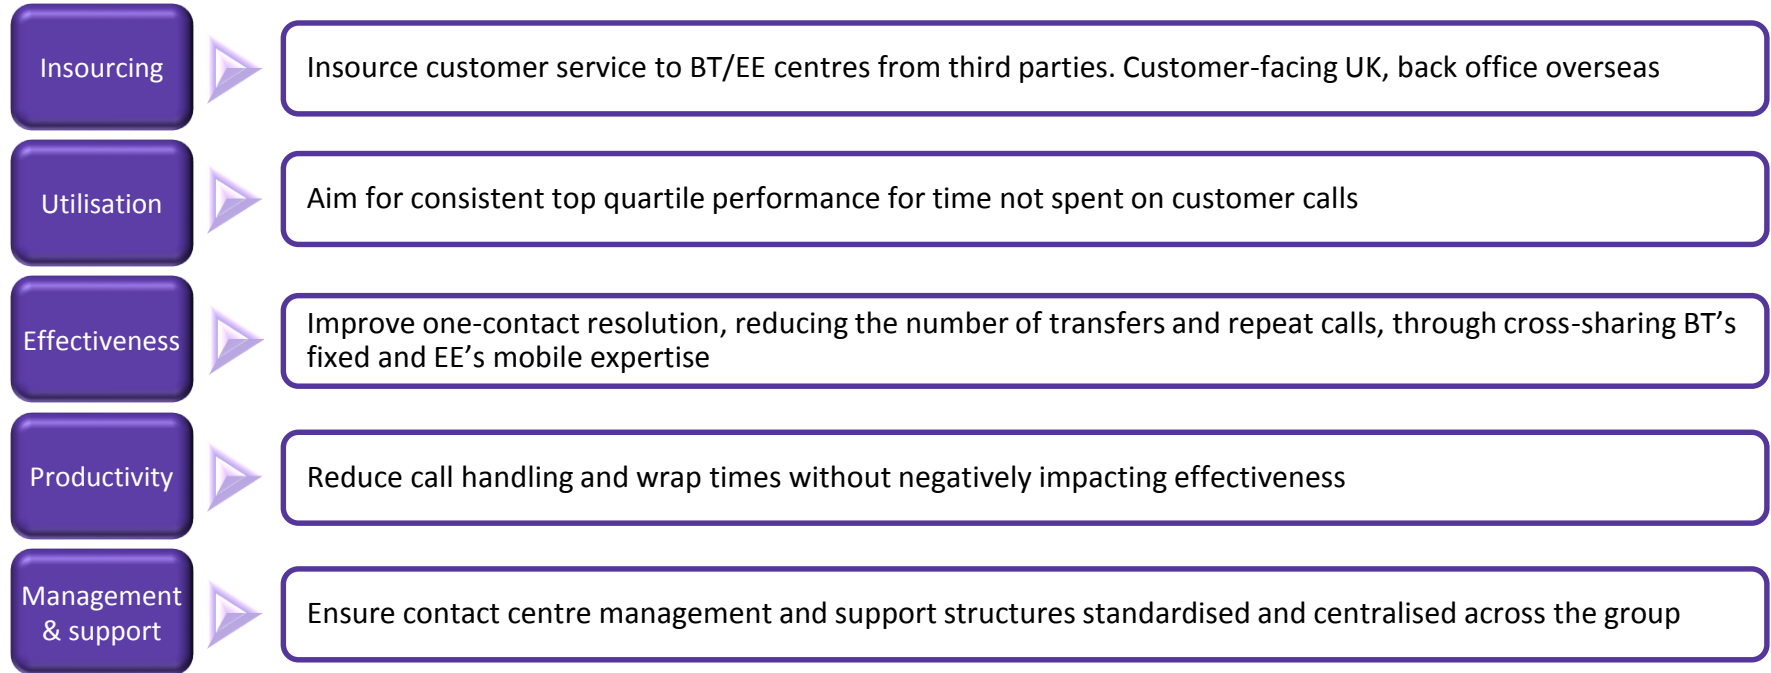 Insourcing
Insource customer service to BT/EE centres from third parties. Customer-facing UK, back office overseas
Utilisation
Aim for consistent top quartile performance for time not spent on customer calls
Effectiveness
Improve one-contact resolution, reducing the number of transfers and repeat calls, through cross-sharing BT’s
fixed and EE’s mobile expertise
Productivity
Reduce call handling and wrap times without negatively impacting effectiveness
Management
& support
Ensure contact centre management and support structures standardised and centralised across the group